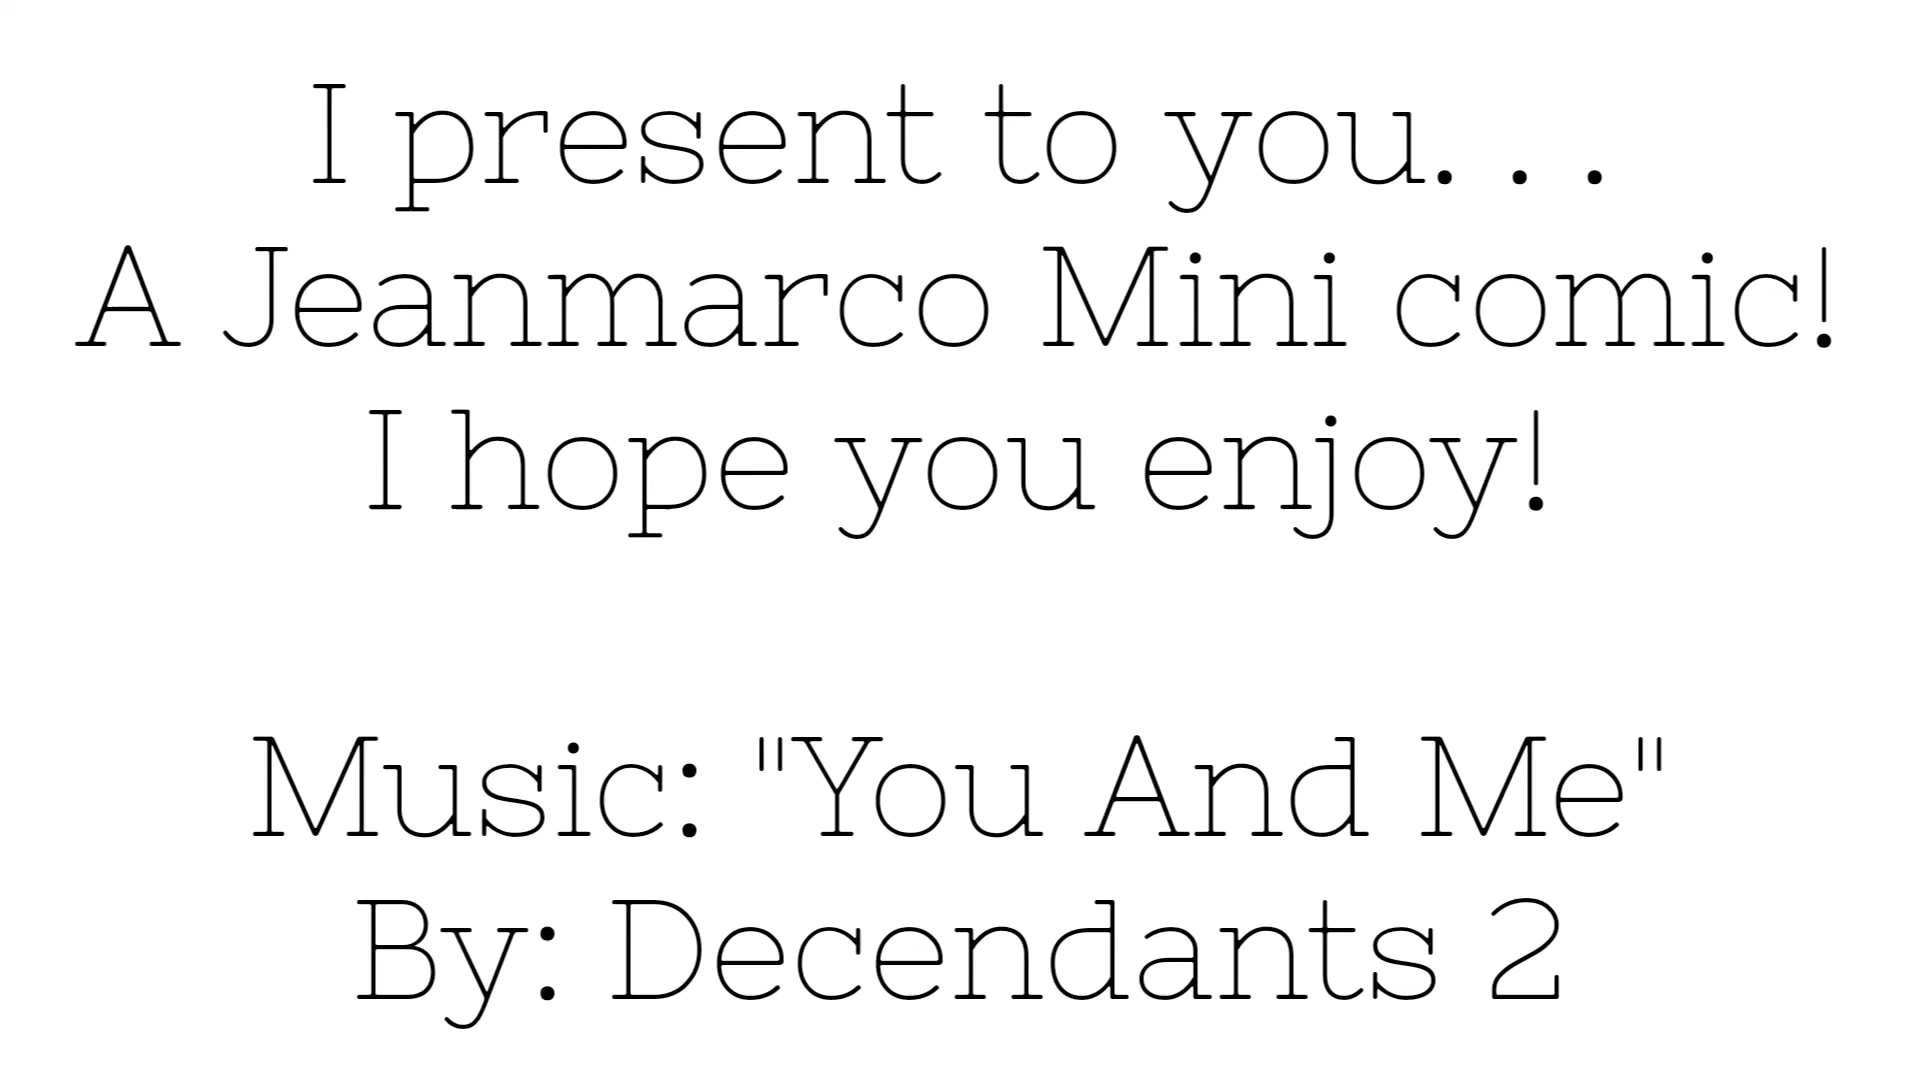 I present to you. . .
A Jeanmarco Mini comic!
I hope you enjoy!
Music: "You And Me"
By: Decendants 2